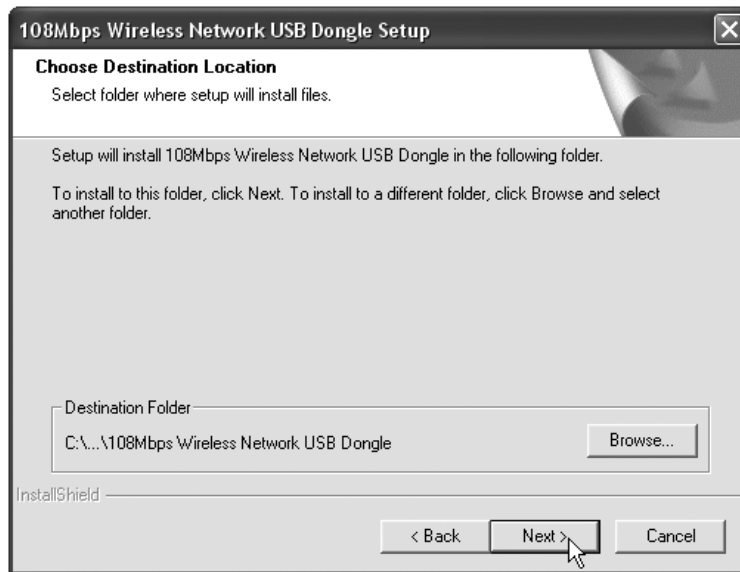 108Mbps Wireless Network USB Dongle Setup
Choose Destination Location
Select folder where setup will install files.
Setup will install 108Mbps Wireless Network USB Dongle in the following folder.
To install to this folder, click Next. To install to a different folder, click Browse and select
another folder.
Destination Folder
C:\...\108Mbps Wireless Network USB Dongle
Browse...
InstallShield
< Back
Next >
Cancel